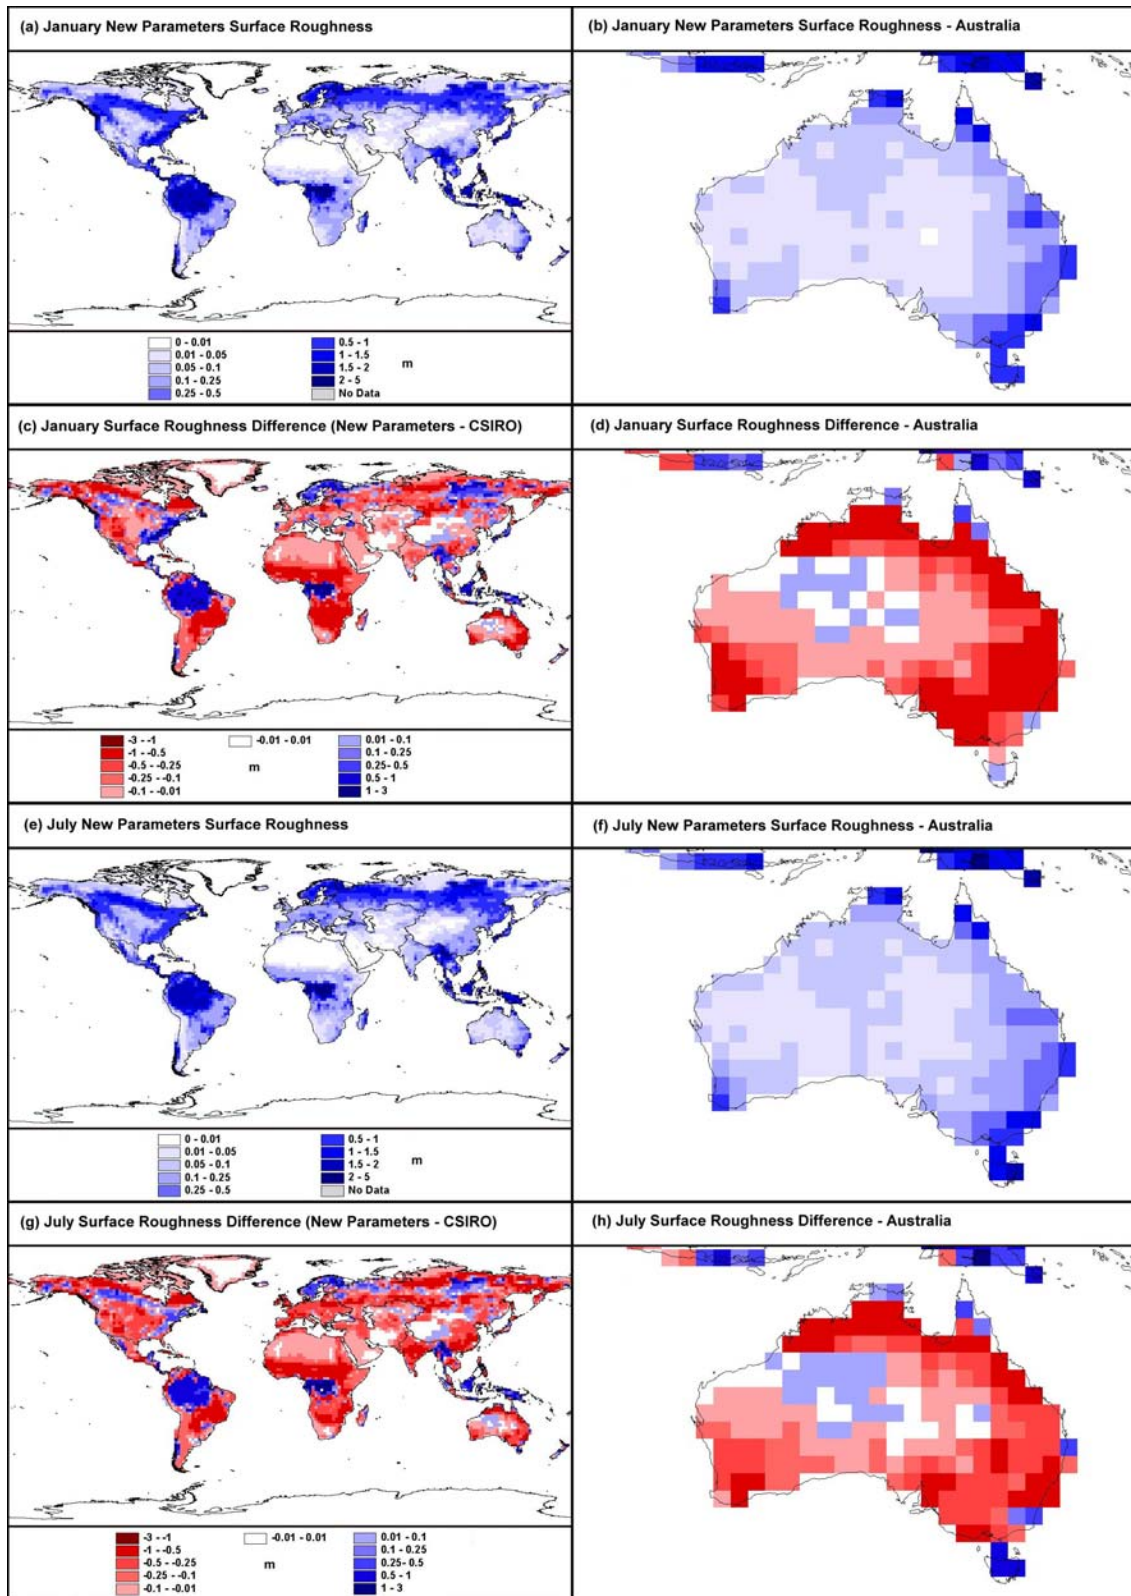 (a) January New Parameters Surface Roughness
(b) January New Parameters Surface Roughness - Australia
0 - 0.01
0.01 - 0.05
0.05 - 0.1
0.1 - 0.25
0.25 - 0.5
0.5 - 1
1 - 1.5
1.5 - 2
2 - 5
No Data
m
(c) January Surface Roughness Difference (New Parameters - CSIRO)
(d) January Surface Roughness Difference - Australia
-3 - -1
-1 - -0.5
-0.5 - -0.25
-0.25 - -0.1
-0.1 - -0.01
-0.01 - 0.01
m
0.01 - 0.1
0.1 - 0.25
0.25- 0.5
0.5 - 1
1 - 3
(e) July New Parameters Surface Roughness
(f) July New Parameters Surface Roughness - Australia
0 - 0.01
0.01 - 0.05
0.05 - 0.1
0.1 - 0.25
0.25 - 0.5
0.5 - 1
1 - 1.5
1.5 - 2
2 - 5
No Data
m
(g) July Surface Roughness Difference (New Parameters - CSIRO)
(h) July Surface Roughness Difference - Australia
-3 - -1
-1 - -0.5
-0.5 - -0.25
-0.25 - -0.1
-0.1 - -0.01
-0.01 - 0.01
m
0.01 - 0.1
0.1 - 0.25
0.25- 0.5
0.5 - 1
1 - 3